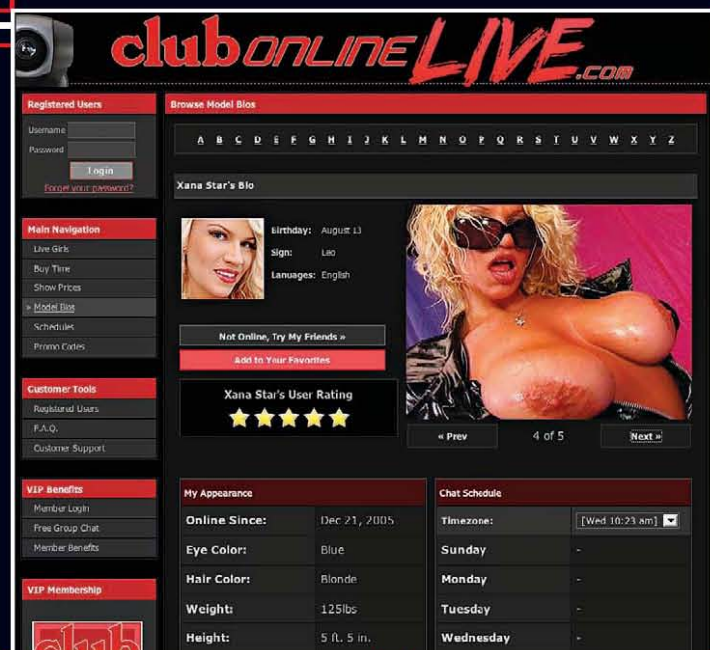 club onLine LIVE.com
Registered Users
Username
Password
Login
Forget your password?
Main Navigation
Live Girls
Buy Time
Show Prices
» Model Bios
Schedules
Promo Codes
Customer Tools
Registered Users
F.A.Q.
Customer Support
VIP Benefits
Member Login
Free Group Chat
Member Benefits
VIP Membership
club
Browse Model Bios
A B C D E F G H I J K L M N O P Q R S T U V W X Y Z
Xana Star's Bio
Birthday: August 13
Sign: Leo
Lanuages: English
Not Online, Try My Friends »
Add to Your Favorites
Xana Star's User Rating
« Prev 4 of 5 Next »
My Appearance
Online Since: Dec 21, 2005
Eye Color: Blue
Hair Color: Blonde
Weight: 125lbs
Height: 5 ft. 5 in.
Chat Schedule
Timezone: [Wed 10:23 am]
Sunday -
Monday -
Tuesday -
Wednesday -